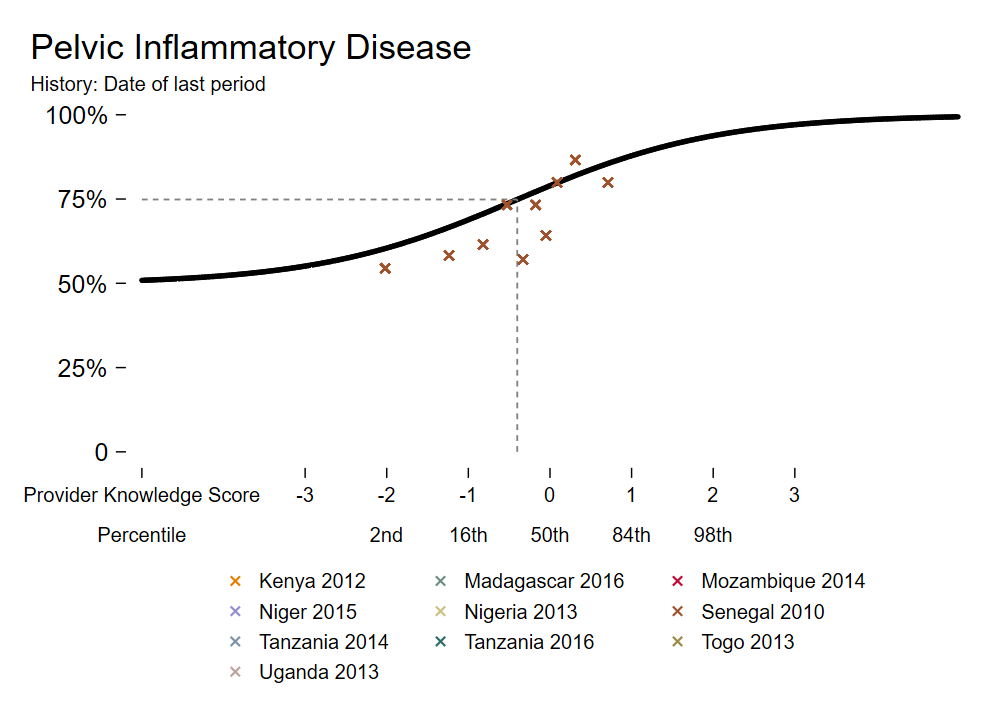 Pelvic Inflammatory Disease
History: Date of last period
100%
75%
50%
25%
0
Provider Knowledge Score -3 -2 -1 0 1 2 3
Percentile 2nd 16th 50th 84th 98th
Kenya 2012 Madagascar 2016 Mozambique 2014
Niger 2015 Nigeria 2013 Senegal 2010
Tanzania 2014 Tanzania 2016 Togo 2013
Uganda 2013